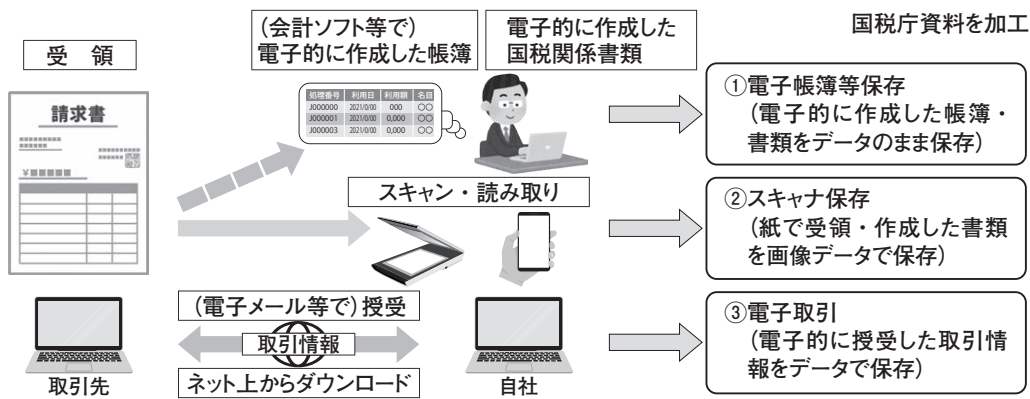 国税庁資料を加工
受 領
(会計ソフト等で)
電子的に作成した帳簿
電子的に作成した
国税関係書類
請求書
処理番号 利用日 利用額 名目
J000000 2021/0/00 000 〇〇
J000001 2021/0/00 0,000 〇〇
J000003 2021/0/00 0,000 〇〇
①電子帳簿等保存
(電子的に作成した帳簿・
書類をデータのまま保存)
スキャン・読み取り
②スキャナ保存
(紙で受領・作成した書類
を画像データで保存)
(電子メール等で)授受
取引情報
ネット上からダウンロード
取引先
自社
③電子取引
(電子的に授受した取引情
報をデータで保存)